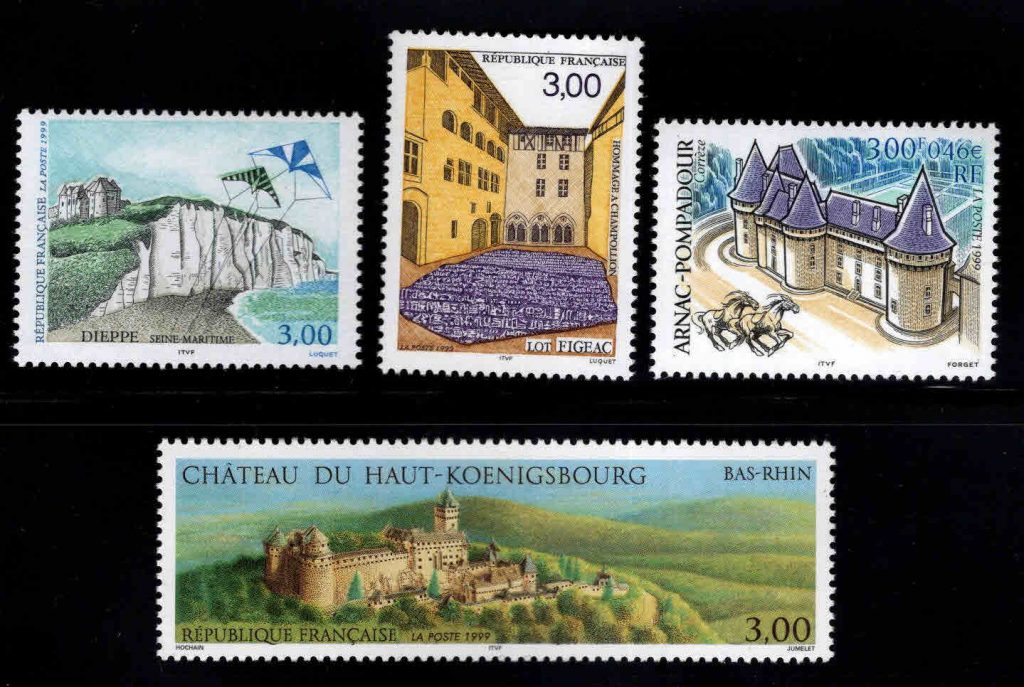 RÉPUBLIQUE FRANÇAISE LA POSTE 1999
DIEPPE SEINE-MARITIME
3,00
ITVF
LUQUET
RÉPUBLIQUE FRANÇAISE
3,00
HOMMAGE A CHAMPOLLION
LA POSTE 1999
LOT FIGEAC
ITVF
LUQUET
ARNAC-POMPADOUR
Corrèze
3,00F 0,46€
RF
LA POSTE 1999
ITVF
FORGET
CHÂTEAU DU HAUT-KOENIGSBOURG
BAS-RHIN
RÉPUBLIQUE FRANÇAISE LA POSTE 1999
3,00
HOCHAIN
ITVF
JUMELET